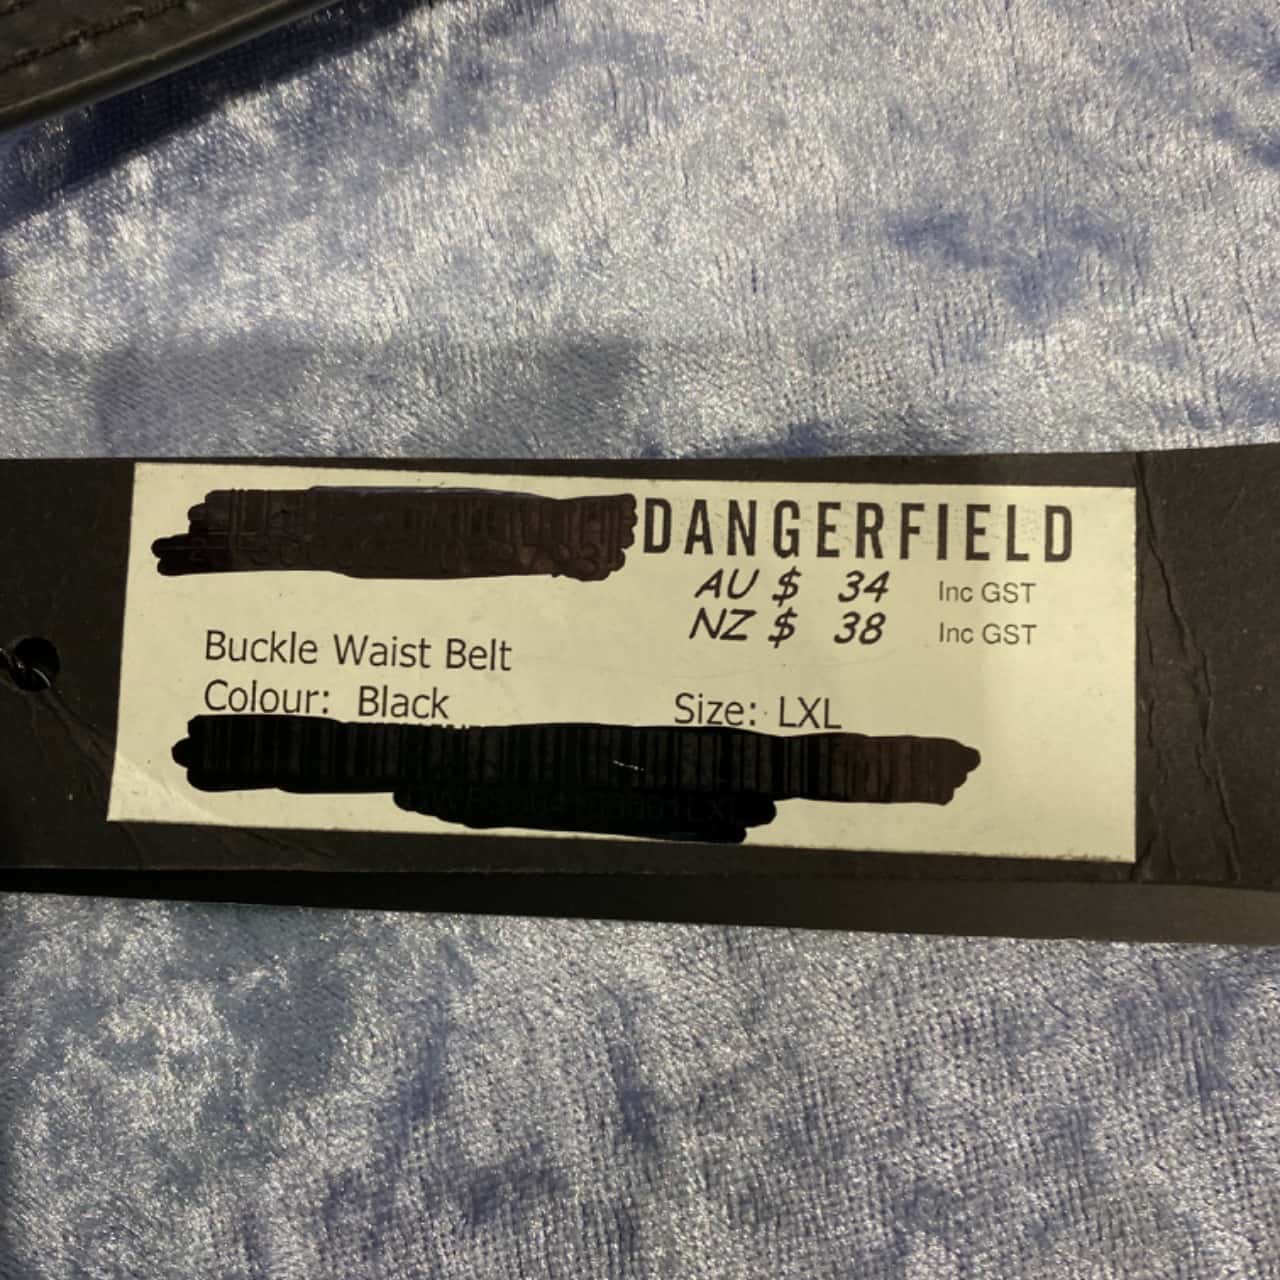 DANGERFIELD
AU $ 34 Inc GST
NZ $ 38 Inc GST
Buckle Waist Belt
Colour: Black Size: LXL